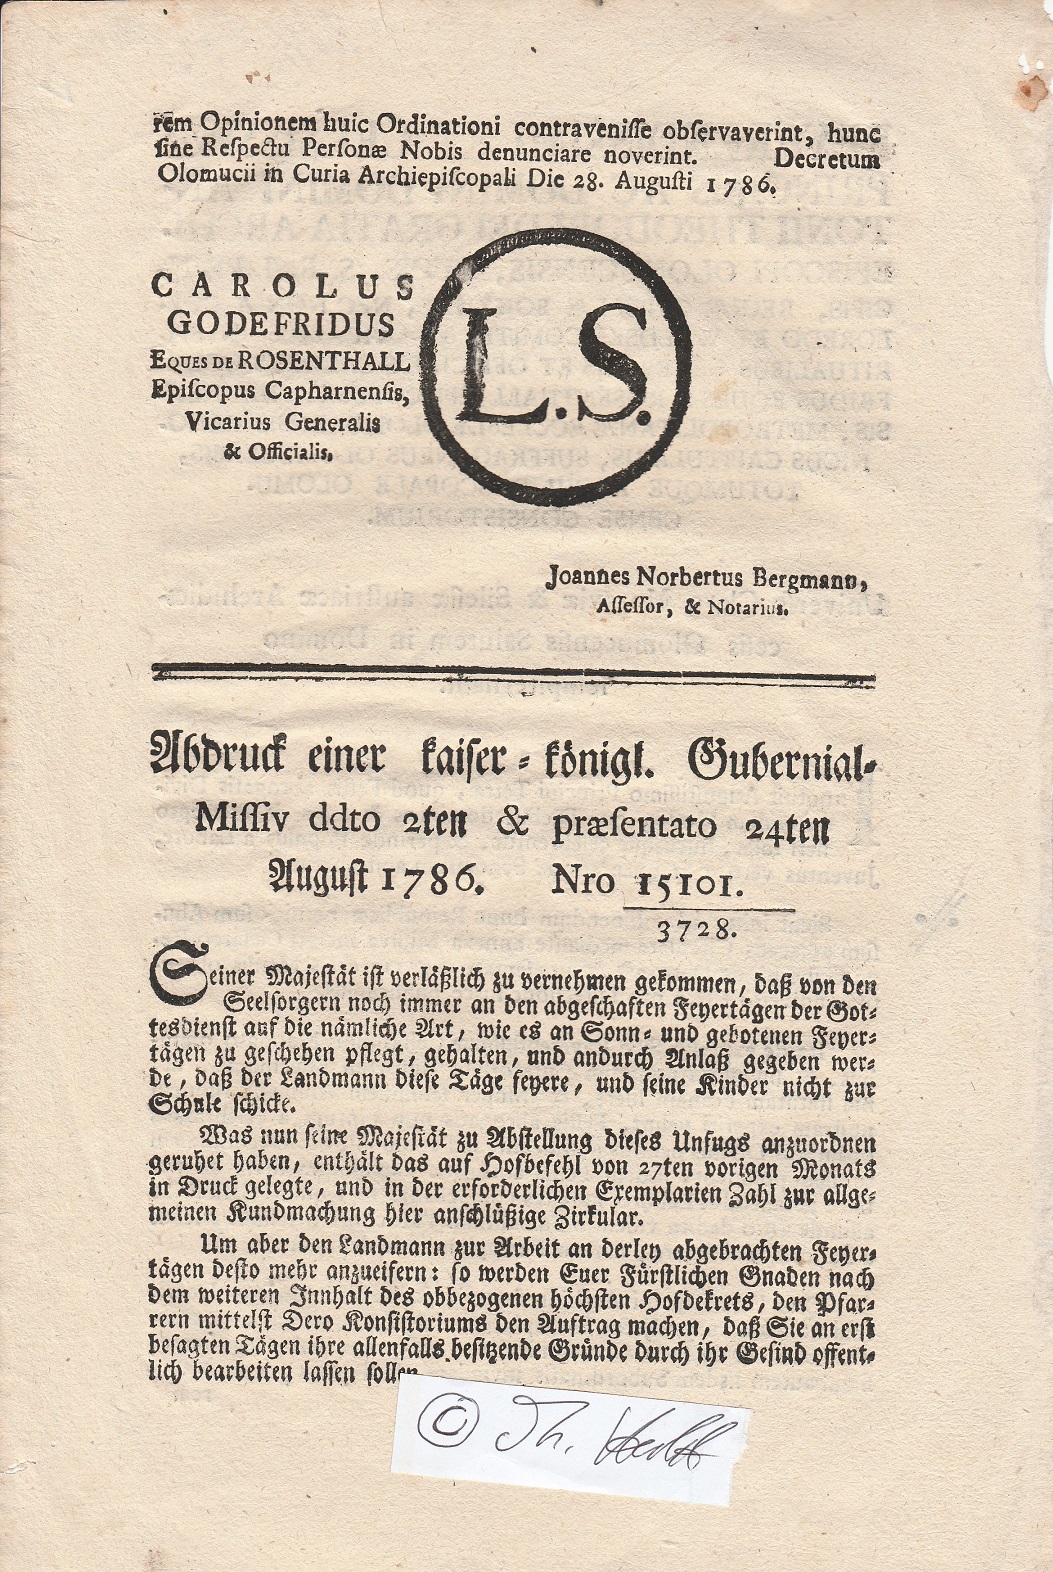 rēm Opinionem huic Ordinationi contravenisse observaverint, hunc
sine Respectu Personæ Nobis denunciare noverint. Decretum
Olomucii in Curia Archiepiscopali Die 28. Augusti 1786.
CAROLUS
GODEFRIDUS
EQUES DE ROSENTHALL
Episcopus Capharnensis,
Vicarius Generalis
& Officialis.
L.S.
Joannes Norbertus Bergmann,
Assessor, & Notarius.
Abdruck einer kaiser-königl. Gubernial-
Missiv ddto 2ten & præsentato 24ten
August 1786. Nro 15101.
3728.
Seiner Majestät ist verläßlich zu vernehmen gekommen, daß von den
Seelsorgern noch immer an den abgeschaften Feyertägen der Got-
tesdienst auf die nämliche Art, wie es an Sonn- und gebotenen Feyer-
tägen zu geschehen pflegt, gehalten, und andurch Anlaß gegeben wer-
de, daß der Landmann diese Täge feyere, und seine Kinder nicht zur
Schule schicke.
Was nun seine Majestät zu Abstellung dieses Unfugs anzuordnen
geruhet haben, enthält das auf Hofbefehl von 27ten vorigen Monats
in Druck gelegte, und in der erforderlichen Exemplarien Zahl zur allge-
meinen Kundmachung hier anschlüßige Zirkular.
Um aber den Landmann zur Arbeit an derley abgebrachten Feyer-
tägen desto mehr anzueifern: so werden Euer Fürstlichen Gnaden nach
dem weiteren Innhalt des obbezogenen höchsten Hofdekrets, den Pfar-
rern mittelst Dero Konsistoriums den Auftrag machen, daß Sie an erst
besagten Tägen ihre allenfalls besitzende Gründe durch ihr Gesind offent-
lich bearbeiten lassen sollen
© Th.